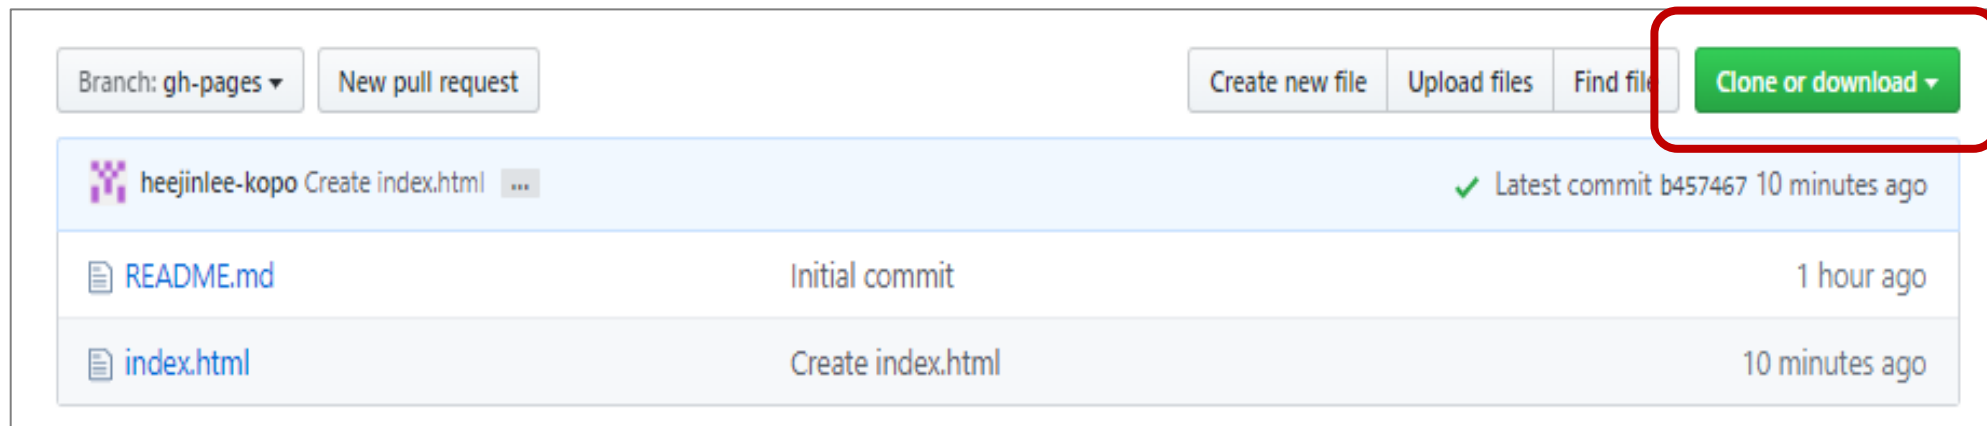 Branch: gh-pages New pull request Create new file Upload files Find file Clone or download
heejinlee-kopo Create index.html ... Latest commit b457467 10 minutes ago
README.md Initial commit 1 hour ago
index.html Create index.html 10 minutes ago